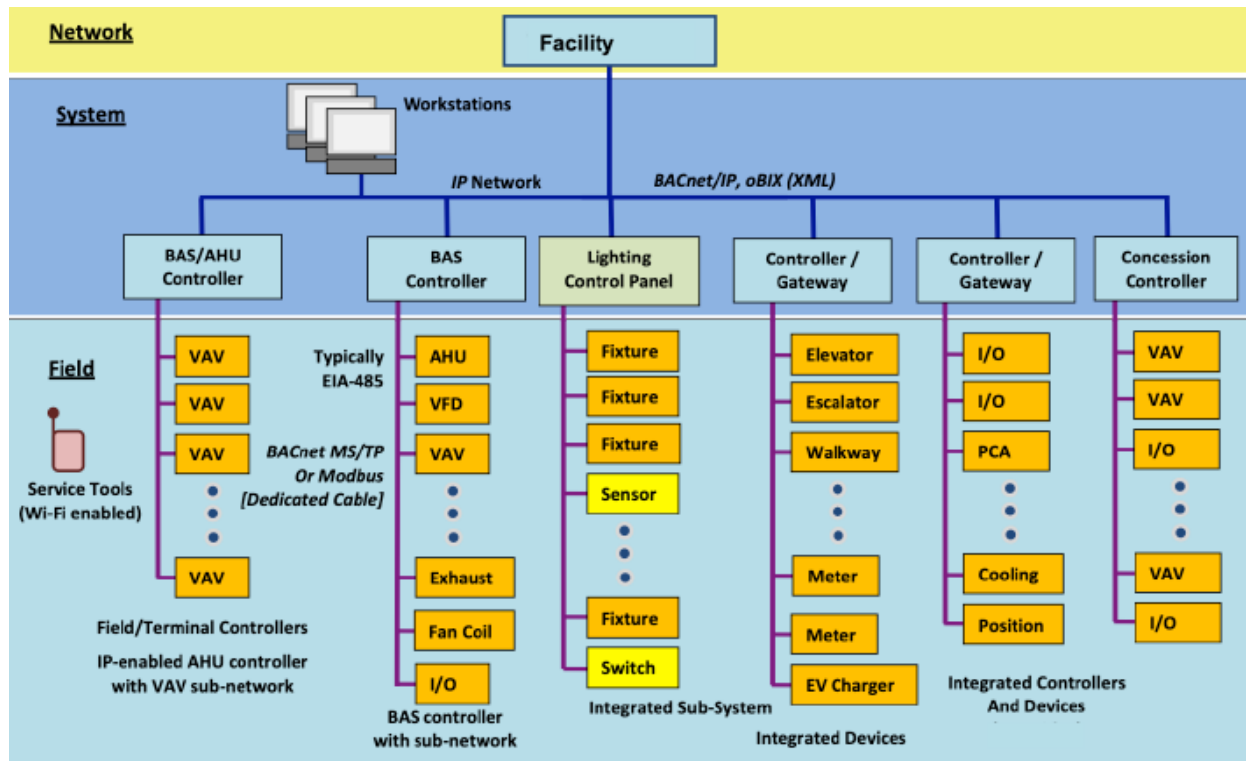 Network
Facility
System
Workstations
IP Network
BACnet/IP, oBIX (XML)
BAS/AHU
Controller
BAS
Controller
Lighting
Control Panel
Controller /
Gateway
Controller /
Gateway
Concession
Controller
Field
Service Tools
(Wi-Fi enabled)
VAV
VAV
VAV
VAV
Field/Terminal Controllers
IP-enabled AHU controller
with VAV sub-network
Typically
EIA-485
BACnet MS/TP
Or Modbus
[Dedicated Cable]
AHU
VFD
VAV
Exhaust
Fan Coil
I/O
BAS controller
with sub-network
Fixture
Fixture
Fixture
Sensor
Fixture
Switch
Integrated Sub-System
Elevator
Escalator
Walkway
Meter
Meter
EV Charger
Integrated Devices
I/O
I/O
PCA
Cooling
Position
Integrated Controllers
And Devices
VAV
VAV
I/O
VAV
I/O